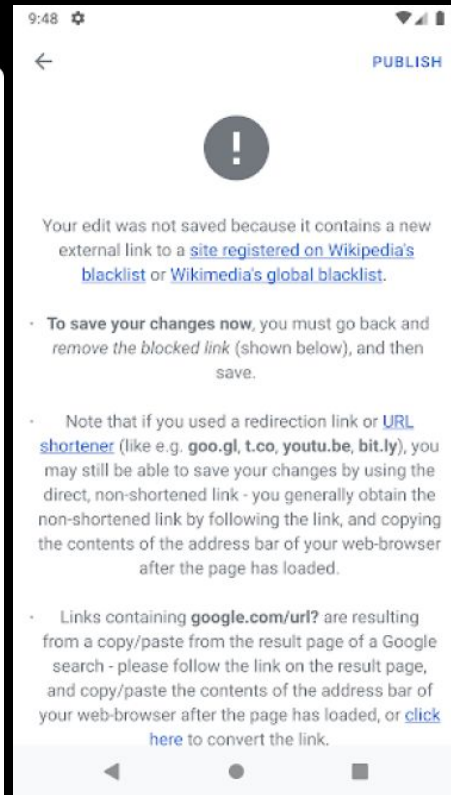 9:48
PUBLISH
Your edit was not saved because it contains a new
external link to a site registered on Wikipedia's
blacklist or Wikimedia's global blacklist.
· To save your changes now, you must go back and
remove the blocked link (shown below), and then
save.
· Note that if you used a redirection link or URL
shortener (like e.g. goo.gl, t.co, youtu.be, bit.ly), you
may still be able to save your changes by using the
direct, non-shortened link - you generally obtain the
non-shortened link by following the link, and copying
the contents of the address bar of your web-browser
after the page has loaded.
· Links containing google.com/url? are resulting
from a copy/paste from the result page of a Google
search - please follow the link on the result page,
and copy/paste the contents of the address bar of
your web-browser after the page has loaded, or click
here to convert the link.